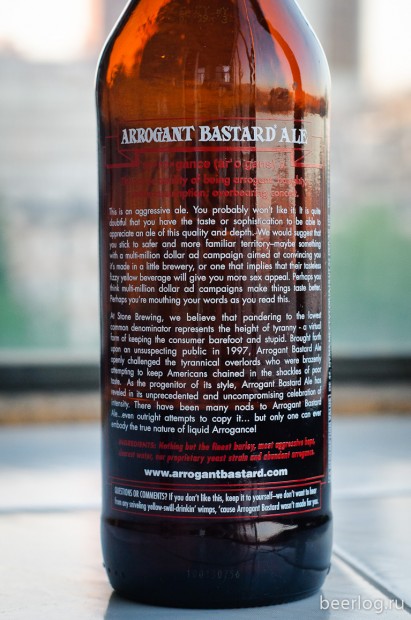 ARROGANT BASTARD ALE
This is an aggressive ale. You probably won't like it. It is quite
doubtful that you have the taste or sophistication to be able to
appreciate an ale of this quality and depth. We would suggest that
you stick to safer and more familiar territory–maybe something
with a multi-million dollar ad campaign aimed at convincing you
it's made in a little brewery, or one that implies that their tasteless
fizzy yellow beverage will give you more sex appeal. Perhaps you
think multi-million dollar ad campaigns make things taste better.
Perhaps you're mouthing your words as you read this.
At Stone Brewing, we believe that pandering to the lowest
common denominator represents the height of tyranny - a virtual
form of keeping the consumer barefoot and stupid. Brought forth
upon an unsuspecting public in 1997, Arrogant Bastard Ale
openly challenged the tyrannical overlords who were brazenly
attempting to keep Americans chained in the shackles of poor
taste. As the progenitor of its style, Arrogant Bastard Ale has
reveled in its unprecedented and uncompromising celebration of
intensity. There have been many nods to Arrogant Bastard
Ale...even outright attempts to copy it... but only one can ever
embody the true nature of liquid Arrogance!
INGREDIENTS: Nothing but the finest barley, most aggressive hops,
clearest water, our proprietary yeast strain and abundant arrogance.
www.arrogantbastard.com
QUESTIONS OR COMMENTS? If you don't like this, keep it to yourself–we don't want to hear
from any sniveling yellow-swill-drinkin' wimps, 'cause Arrogant Bastard wasn't made for you.
beerlog.ru